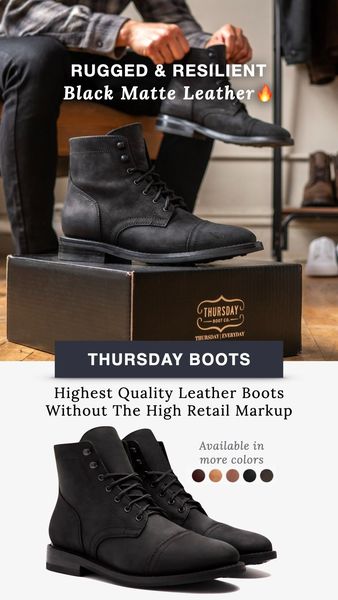 RUGGED & RESILIENT
Black Matte Leather🔥
THURSDAY
BOOT CO.
THURSDAY | EVERYDAY
THURSDAY BOOTS
Highest Quality Leather Boots
Without The High Retail Markup
Available in
more colors